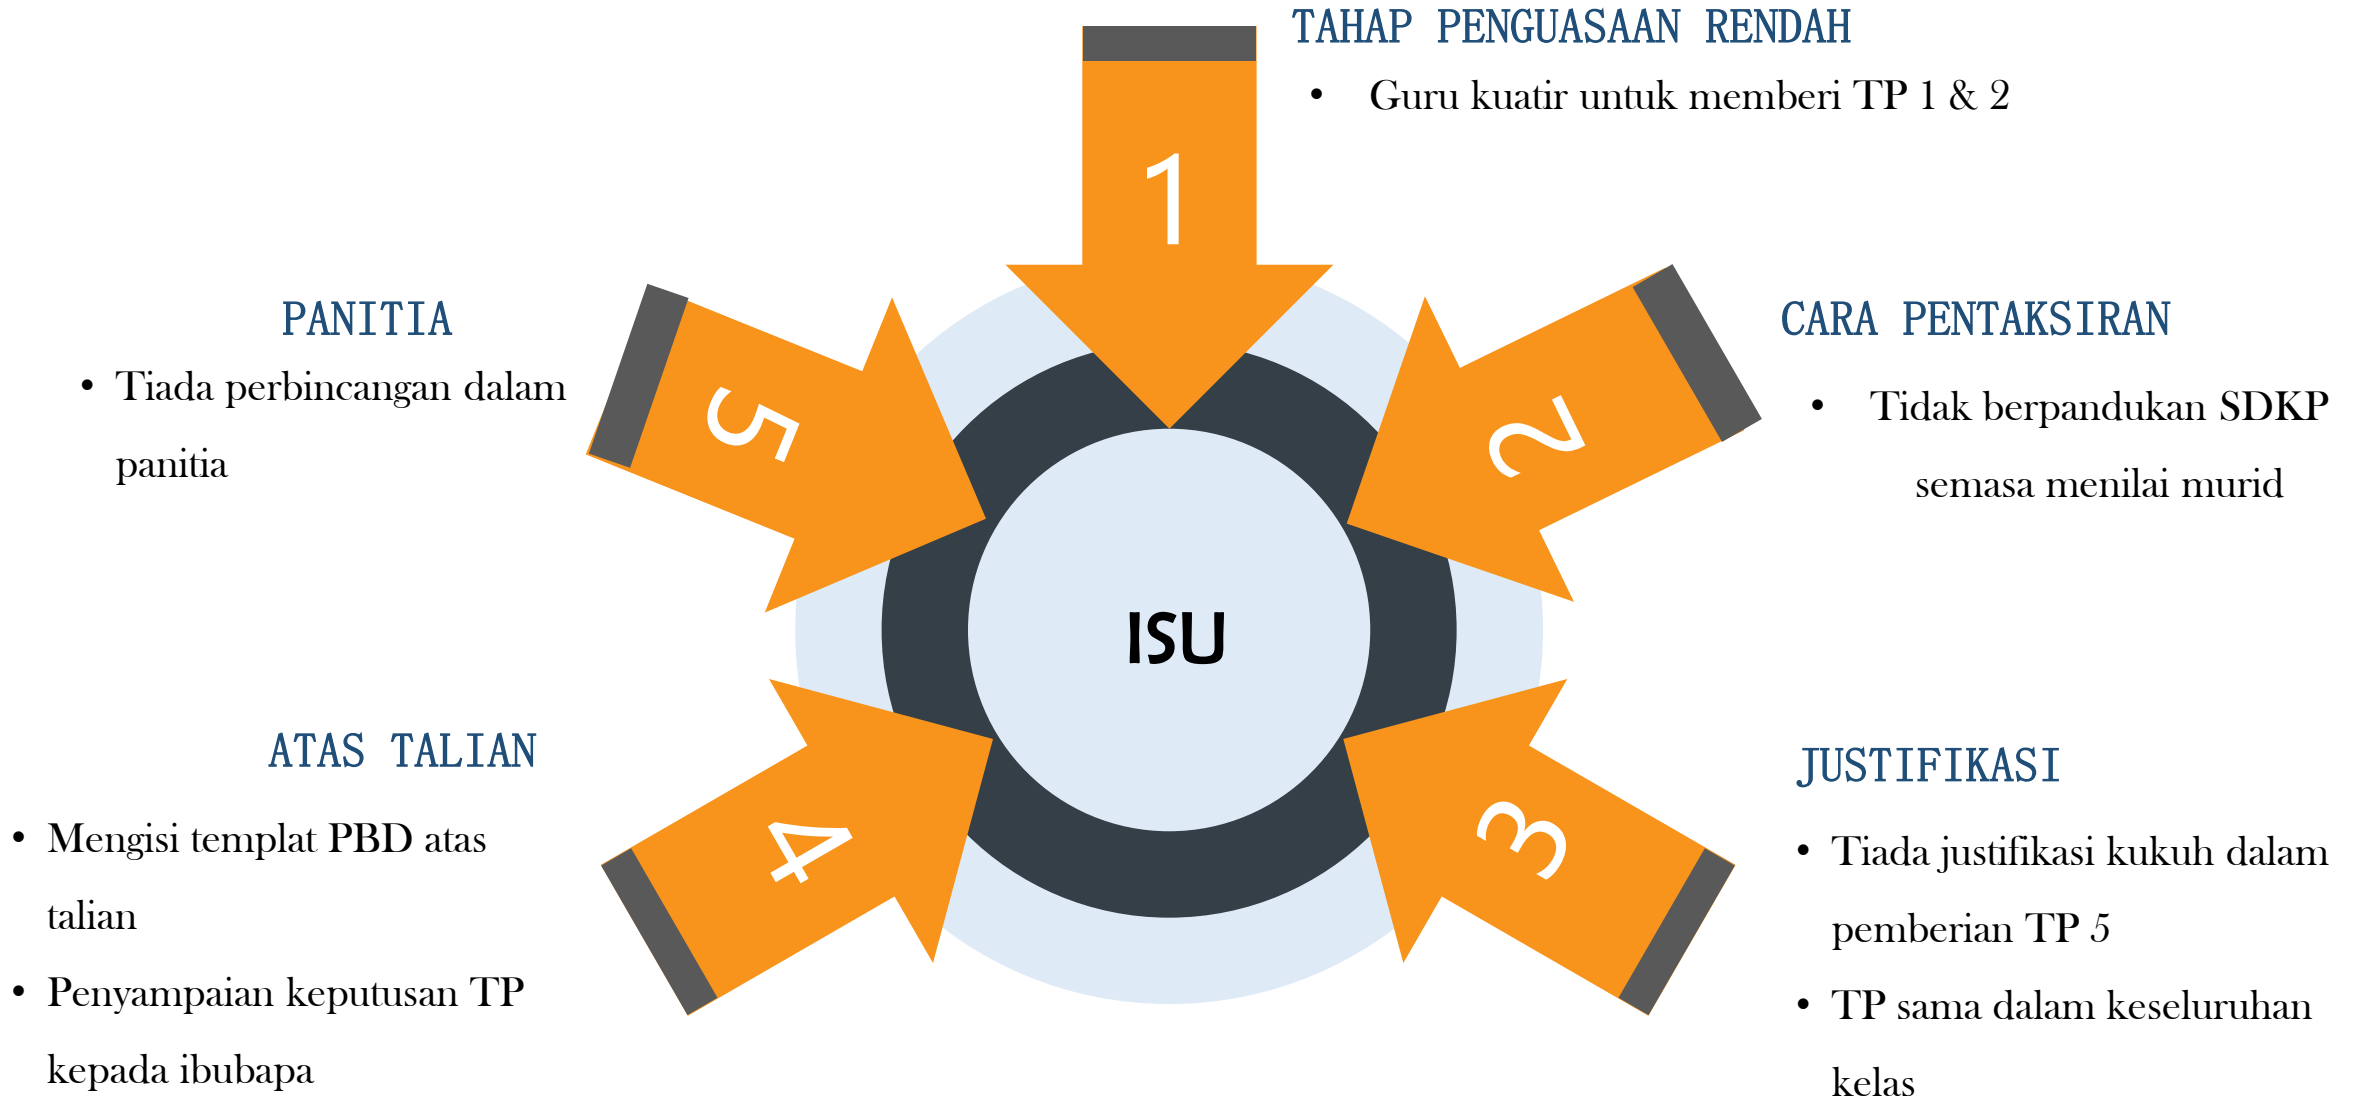 TAHAP PENGUASAAN RENDAH
• Guru kuatir untuk memberi TP 1 & 2
1
CARA PENTAKSIRAN
• Tidak berpandukan SDKP
semasa menilai murid
2
JUSTIFIKASI
• Tiada justifikasi kukuh dalam
pemberian TP 5
• TP sama dalam keseluruhan
kelas
3
ATAS TALIAN
• Mengisi templat PBD atas
talian
• Penyampaian keputusan TP
kepada ibubapa
4
PANITIA
• Tiada perbincangan dalam
panitia
5
ISU